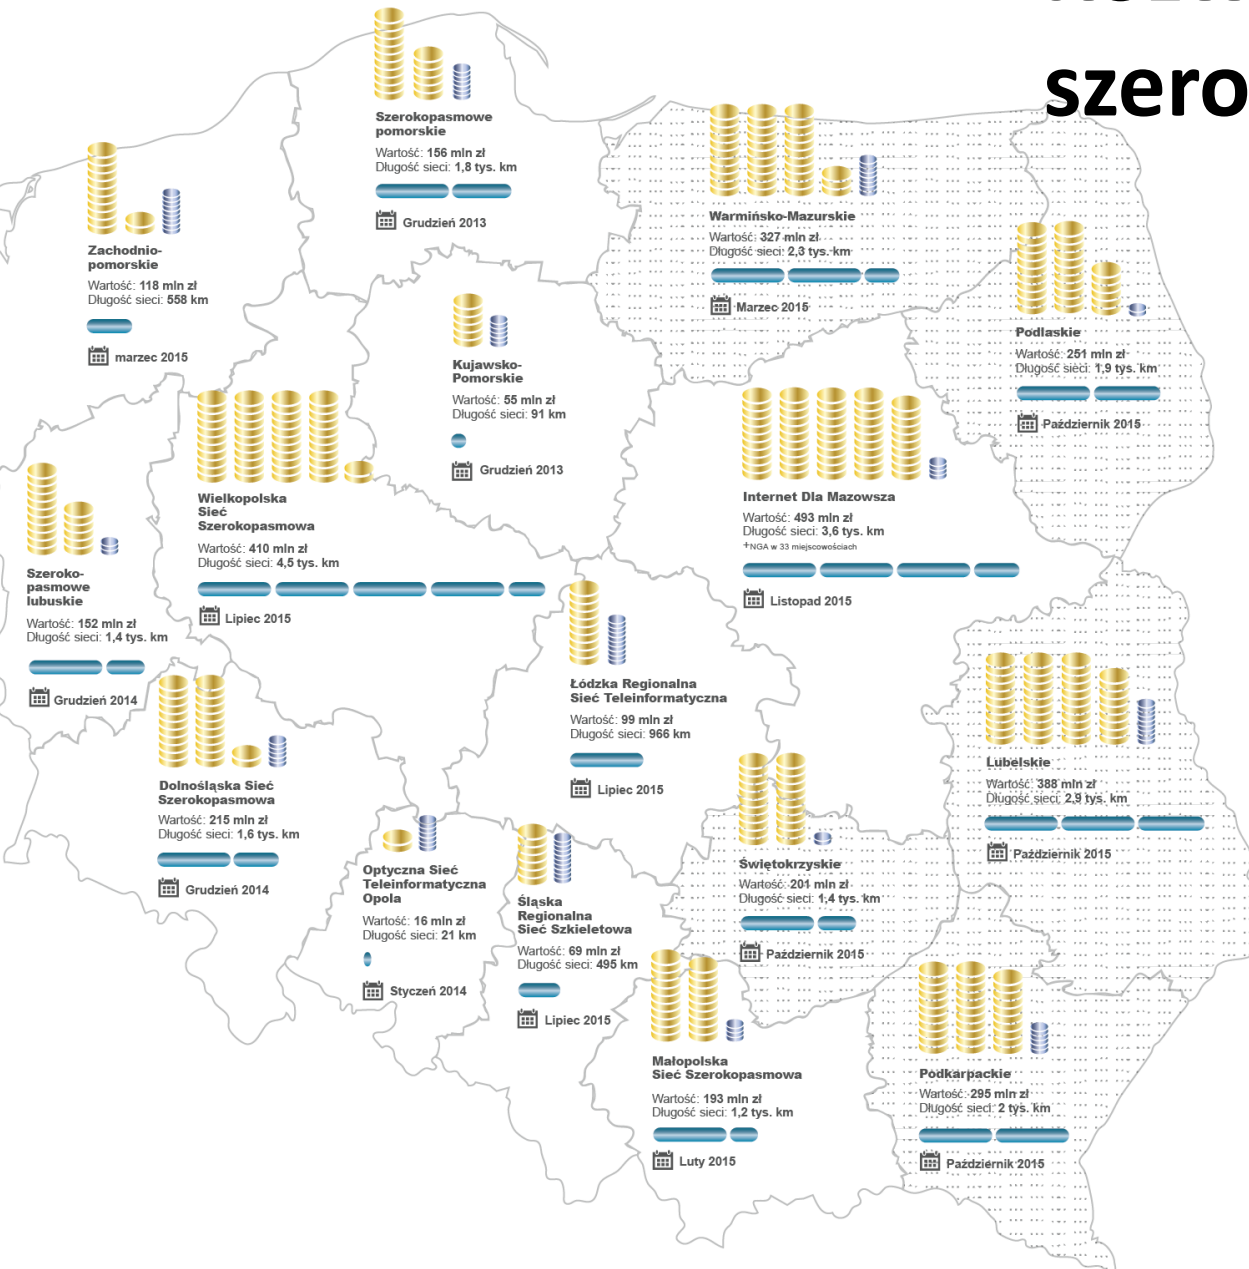 szero
Szerokopasmowe
pomorskie
Wartość: 156 mln zł
Długość sieci: 1,8 tys. km
Grudzień 2013
Warmińsko-Mazurskie
Wartość: 327 mln zł
Długość sieci: 2,3 tys. km
Marzec 2015
Zachodnio-
pomorskie
Wartość: 118 mln zł
Długość sieci: 558 km
marzec 2015
Podlaskie
Wartość: 251 mln zł
Długość sieci: 1,9 tys. km
Październik 2015
Kujawsko-
Pomorskie
Wartość: 55 mln zł
Długość sieci: 91 km
Grudzień 2013
Wielkopolska
Sieć
Szerokopasmowa
Wartość: 410 mln zł
Długość sieci: 4,5 tys. km
Lipiec 2015
Internet Dla Mazowsza
Wartość: 493 mln zł
Długość sieci: 3,6 tys. km
+NGA w 33 miejscowościach
Listopad 2015
Szeroko-
pasmowe
lubuskie
Wartość: 152 mln zł
Długość sieci: 1,4 tys. km
Grudzień 2014
Łódzka Regionalna
Sieć Teleinformatyczna
Wartość: 99 mln zł
Długość sieci: 966 km
Lipiec 2015
Lubelskie
Wartość: 388 mln zł
Długość sieci: 2,9 tys. km
Październik 2015
Dolnośląska Sieć
Szerokopasmowa
Wartość: 215 mln zł
Długość sieci: 1,6 tys. km
Grudzień 2014
Optyczna Sieć
Teleinformatyczna
Opola
Wartość: 16 mln zł
Długość sieci: 21 km
Styczeń 2014
Śląska
Regionalna
Sieć Szkieletowa
Wartość: 69 mln zł
Długość sieci: 495 km
Lipiec 2015
Świętokrzyskie
Wartość: 201 mln zł
Długość sieci: 1,4 tys. km
Październik 2015
Małopolska
Sieć Szerokopasmowa
Wartość: 193 mln zł
Długość sieci: 1,2 tys. km
Luty 2015
Podkarpackie
Wartość: 295 mln zł
Długość sieci: 2 tys. km
Październik 2015